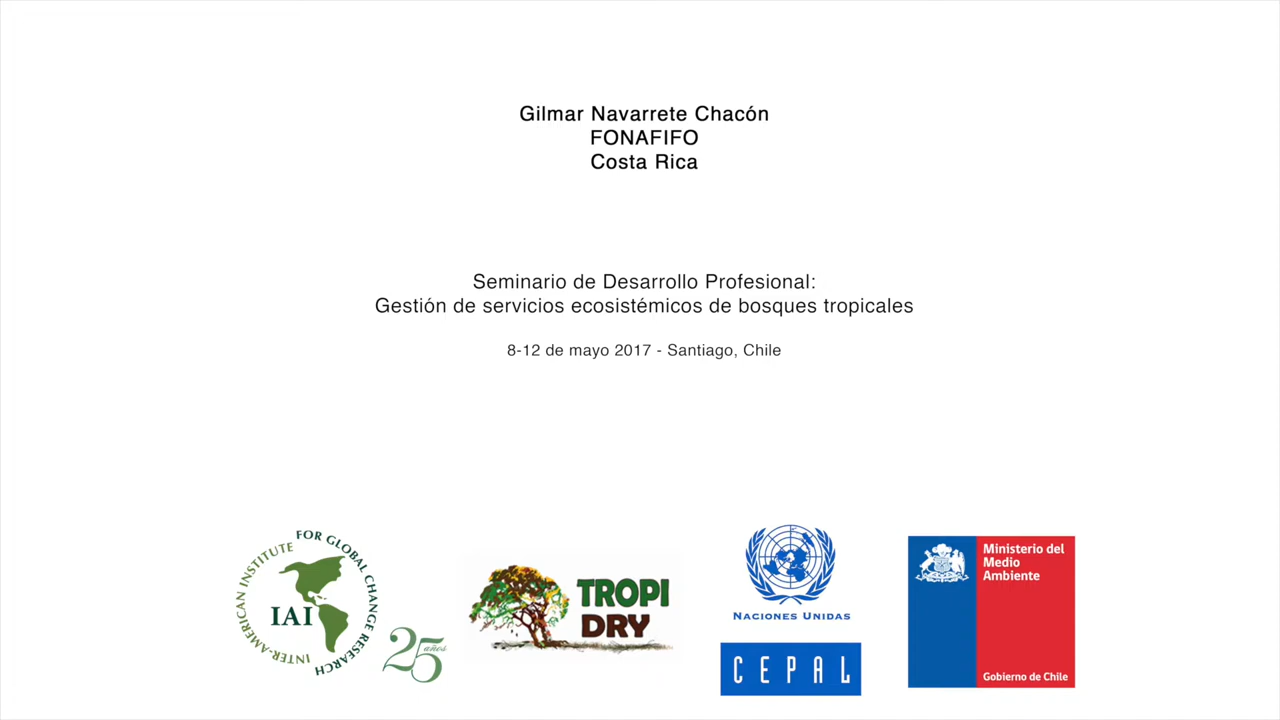 Gilmar Navarrete Chacón
FONAFIFO
Costa Rica
Seminario de Desarrollo Profesional:
Gestión de servicios ecosistémicos de bosques tropicales
8-12 de mayo 2017 - Santiago, Chile
INTER-AMERICAN INSTITUTE FOR GLOBAL CHANGE RESEARCH
IAI
25 años
TROPI
DRY
NACIONES UNIDAS
CEPAL
Ministerio del
Medio
Ambiente
Gobierno de Chile